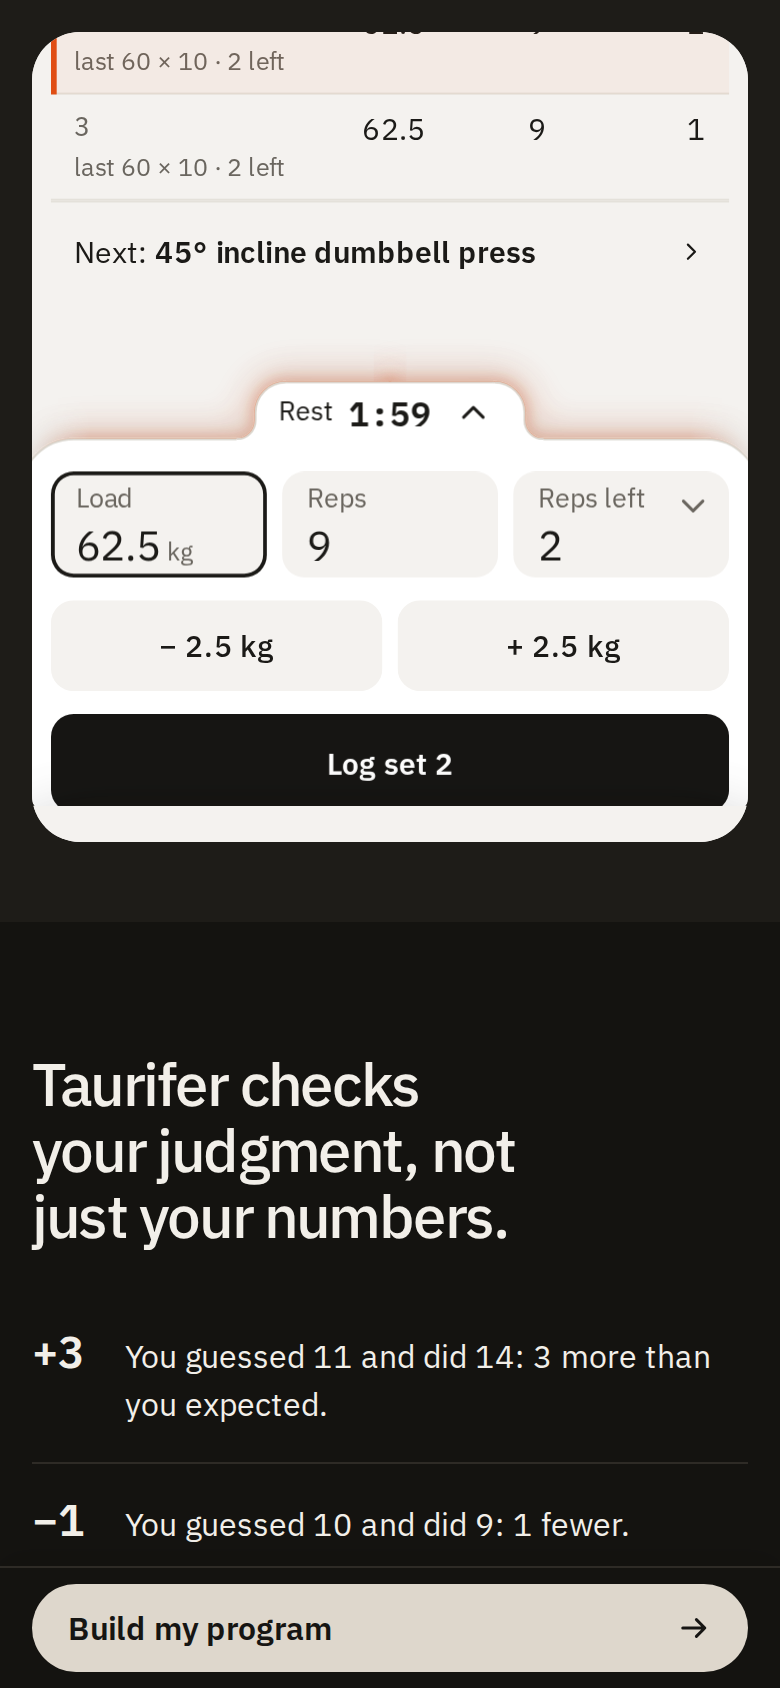 last 60 × 10 · 2 left
3 62.5 9 1
last 60 × 10 · 2 left
Next: 45° incline dumbbell press
Rest 1:59
Load Reps Reps left
62.5 kg 9 2
− 2.5 kg + 2.5 kg
Log set 2
Taurifer checks
your judgment, not
just your numbers.
+3 You guessed 11 and did 14: 3 more than
you expected.
−1 You guessed 10 and did 9: 1 fewer.
Build my program